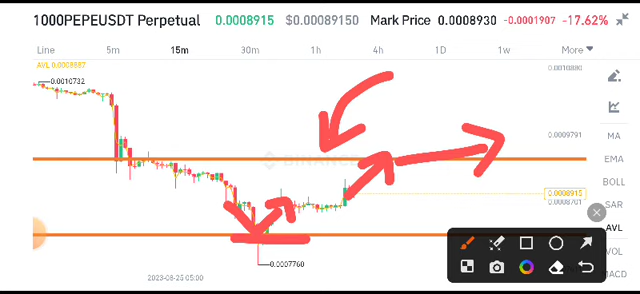 1000PEPEUSDT Perpetual 0.0008915 $0.00089150 Mark Price 0.0008930 -0.0001907 -17.62%
Line 5m 15m 30m 1h 4h 1D 1w More
AVL 0.0008887
0.0010880
0.0010732
0.0009791
MA
EMA
BOLL
0.0008915
0.0008701
SAR
AVL
VOL
MACD
0.0007760
2023-08-25 05:00